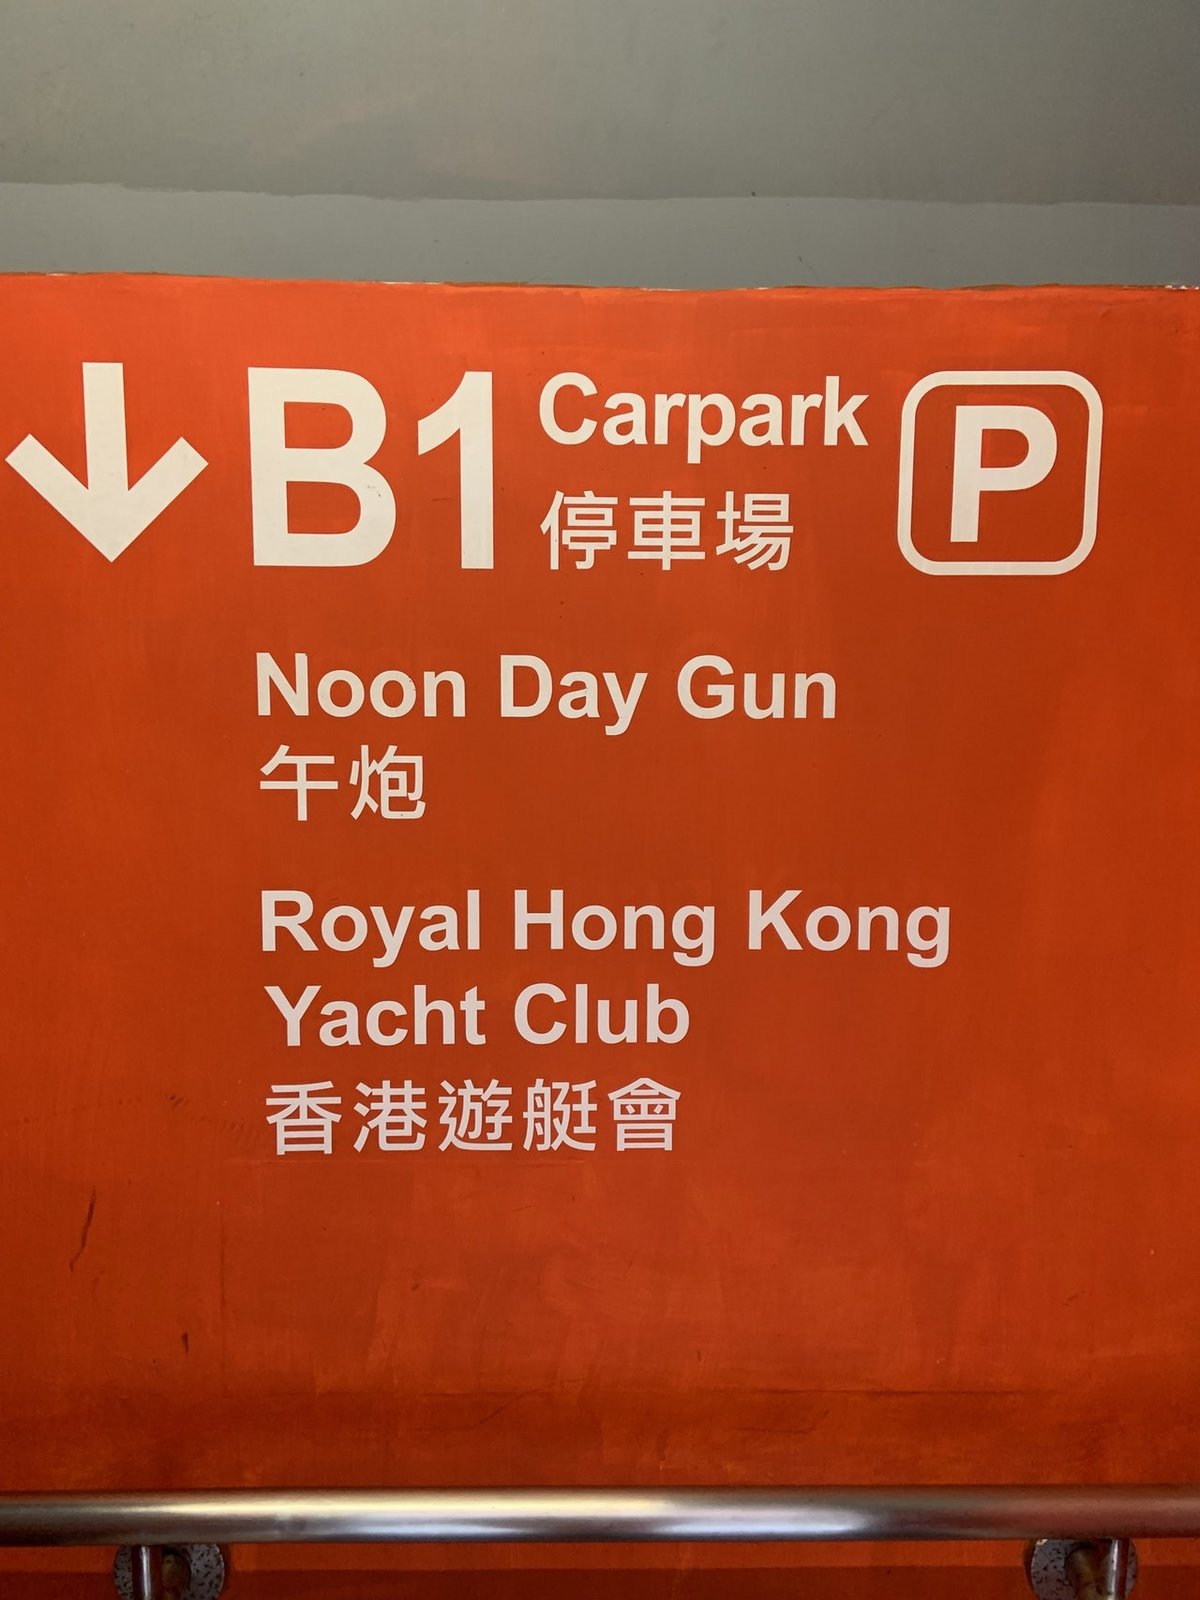 B1 Carpark P
停車場
Noon Day Gun
午炮
Royal Hong Kong
Yacht Club
香港遊艇會